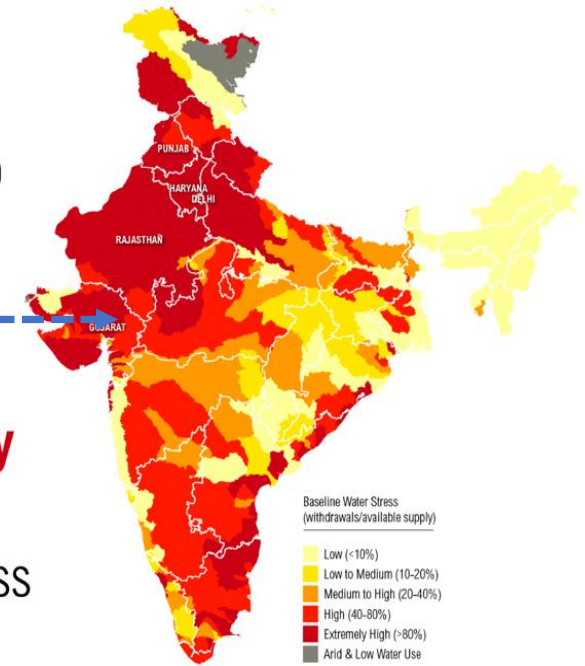 )
PUNJAB
HARYANA
DELHI
RAJASTHAN
GUJARAT
y
ss
Baseline Water Stress
(withdrawals/available supply)
Low (<10%)
Low to Medium (10-20%)
Medium to High (20-40%)
High (40-80%)
Extremely High (>80%)
Arid & Low Water Use